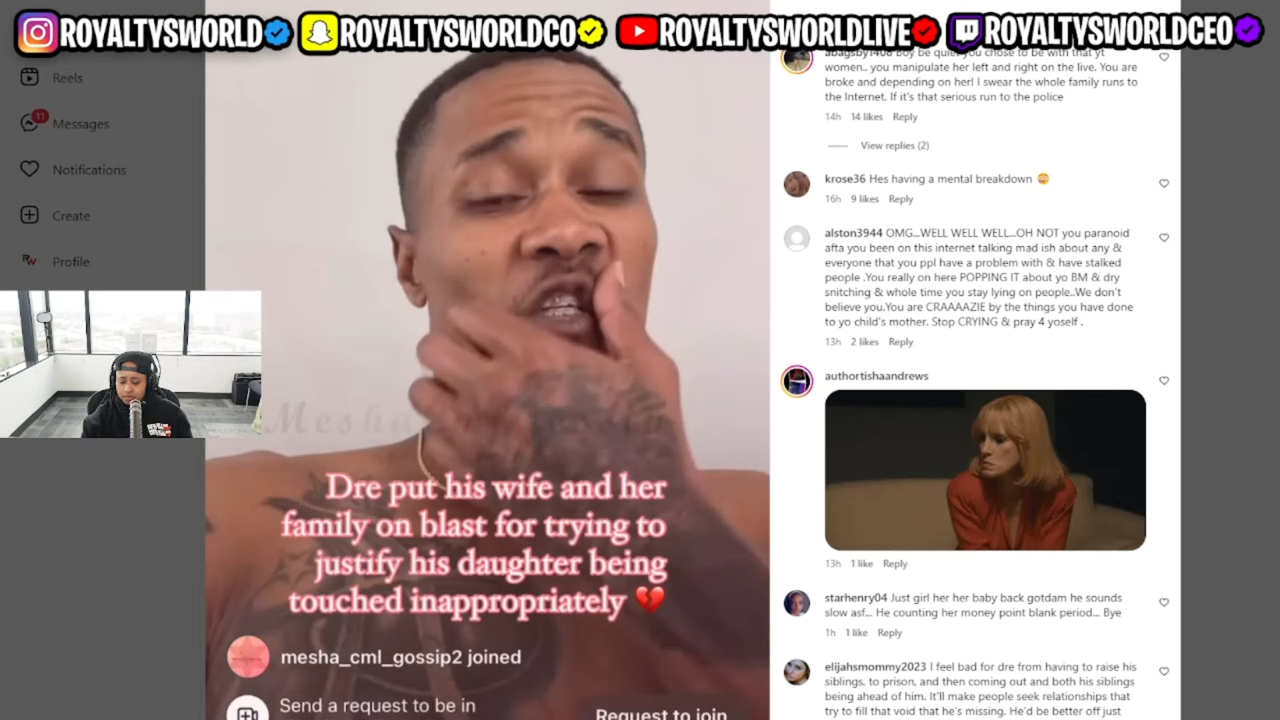 ROYALTYSWORLD ROYALTYSWORLDCO ROYALTYSWORLDLIVE ROYALTYSWORLDCEO
Reels
11
Messages
Notifications
Create
Profile
Dre put his wife and her
family on blast for trying to
justify his daughter being
touched inappropriately 💔
mesha_cml_gossip2 joined
Send a request to be in
Request to join
abagsby1408 Boy be quiet you chose to be with that yt
women.. you manipulate her left and right on the live. You are
broke and depending on her! I swear the whole family runs to
the Internet. If it's that serious run to the police
14h 14 likes Reply
View replies (2)
krose36 Hes having a mental breakdown
16h 9 likes Reply
alston3944 OMG...WELL WELL WELL...OH NOT you paranoid
afta you been on this internet talking mad ish about any &
everyone that you ppl have a problem with & have stalked
people .You really on here POPPING IT about yo BM & dry
snitching & whole time you stay lying on people..We don't
believe you.You are CRAAAAZIE by the things you have done
to yo child's mother. Stop CRYING & pray 4 yoself .
13h 2 likes Reply
authortishaandrews
13h 1 like Reply
starhenry04 Just girl her her baby back gotdam he sounds
slow asf... He counting her money point blank period... Bye
1h 1 like Reply
elijahsmommy2023 I feel bad for dre from having to raise his
siblings, to prison, and then coming out and both his siblings
being ahead of him. It'll make people seek relationships that
try to fill that void that he's missing. He'd be better off just